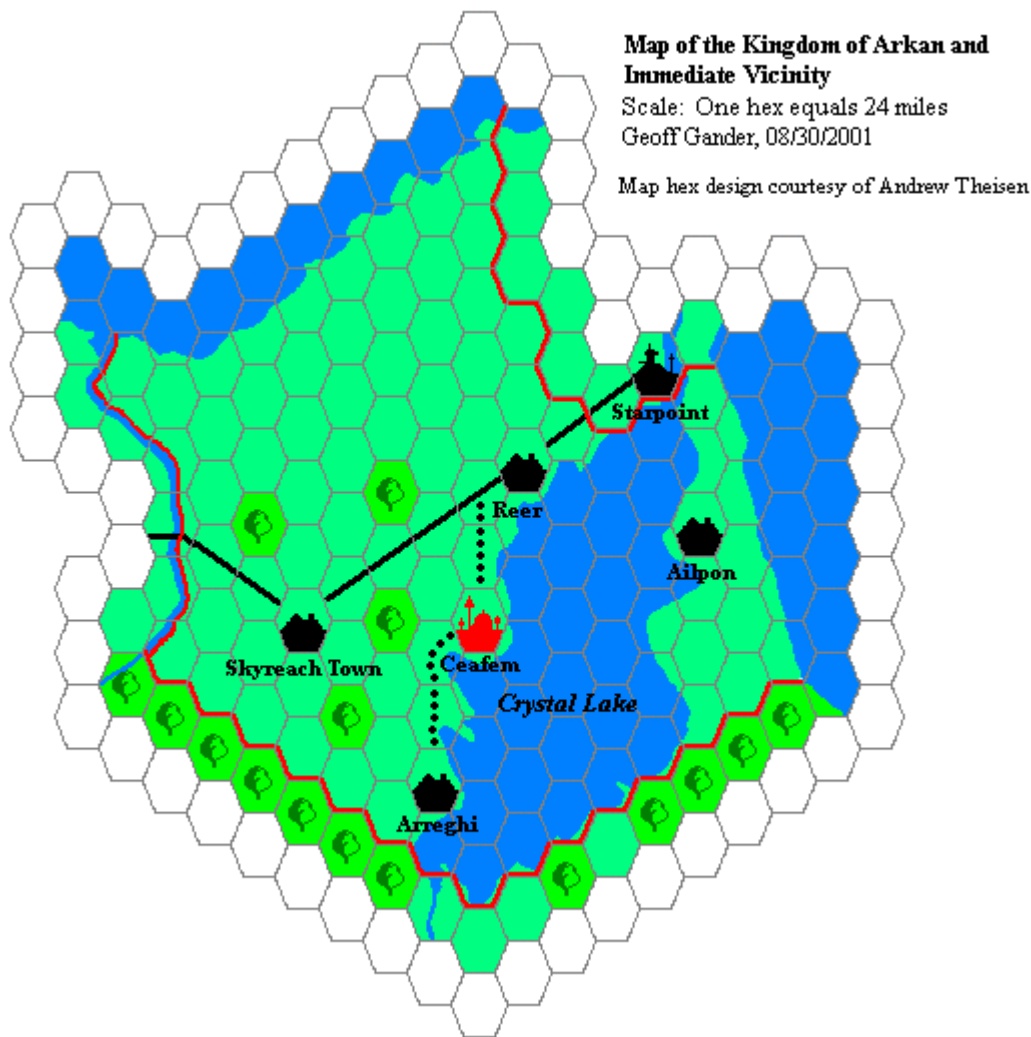 Map of the Kingdom of Arkan and
Immediate Vicinity
Scale: One hex equals 24 miles
Geoff Gander, 08/30/2001
Map hex design courtesy of Andrew Theisen
Starpoint
Reer
Ailpon
Skyreach Town
Ceafem
Crystal Lake
Arreghi